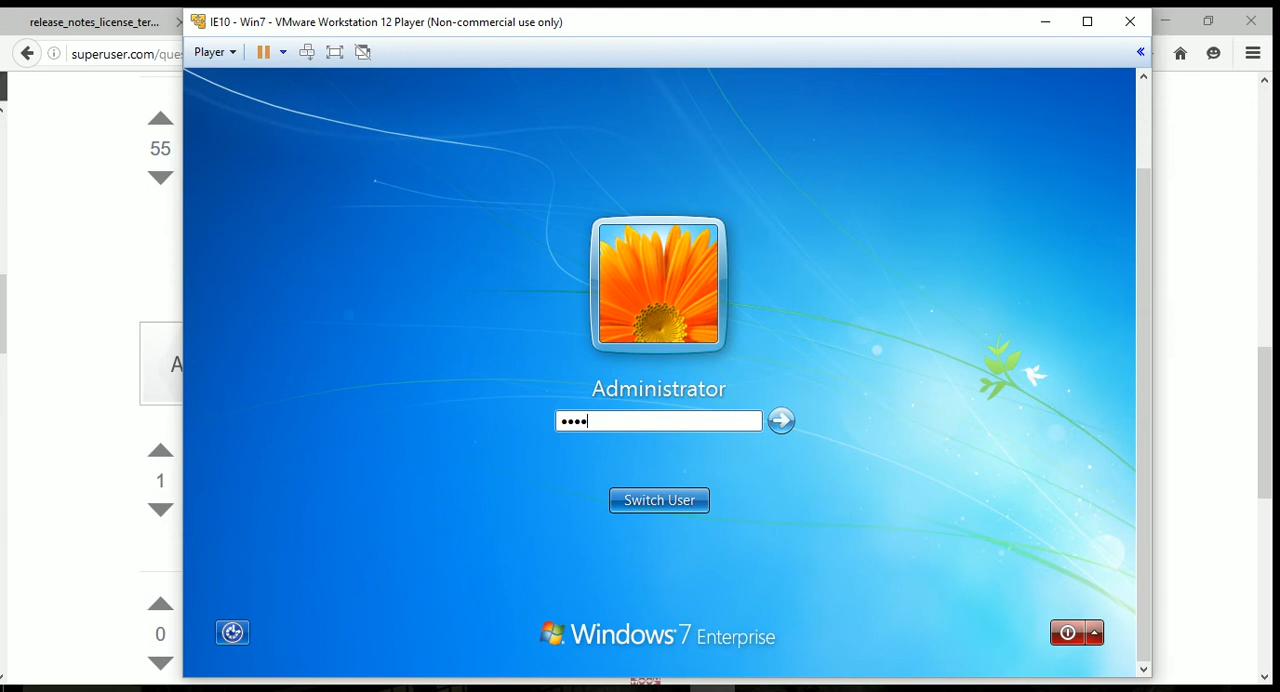 release_notes_license_ter...
IE10 - Win7 - VMware Workstation 12 Player (Non-commercial use only)
superuser.com/ques
Player
55
A
Administrator
••••
1
Switch User
0
Windows 7 Enterprise